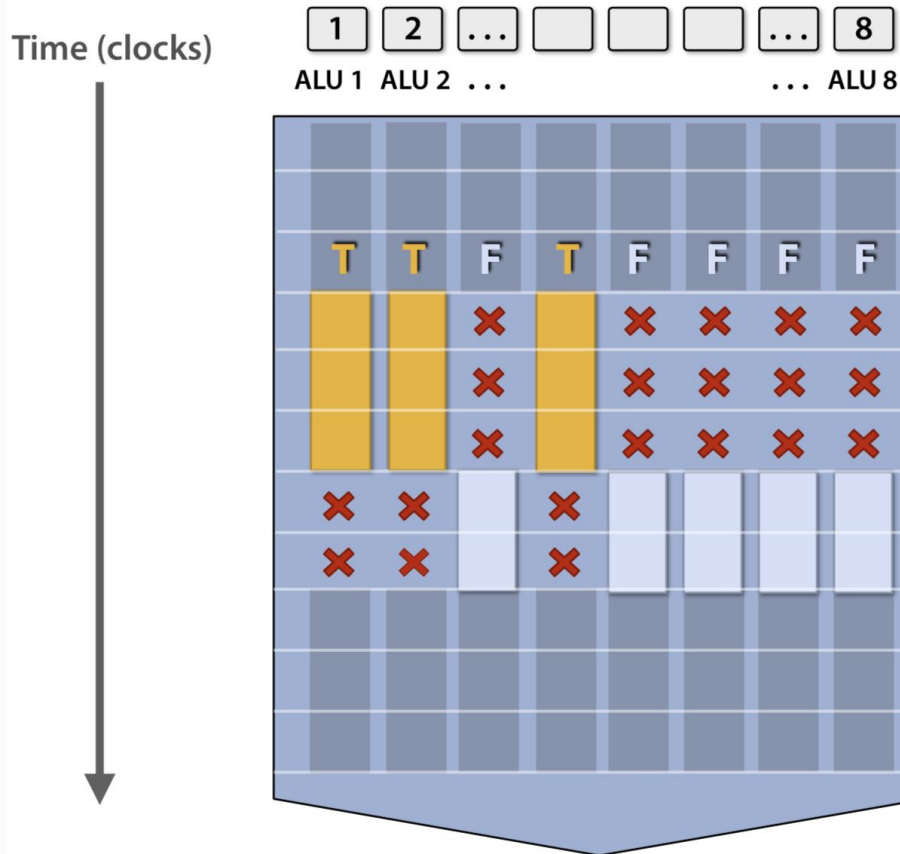 Time (clocks)
1 2 ... ... 8
ALU 1 ALU 2 ... ... ALU 8
T T F T F F F F